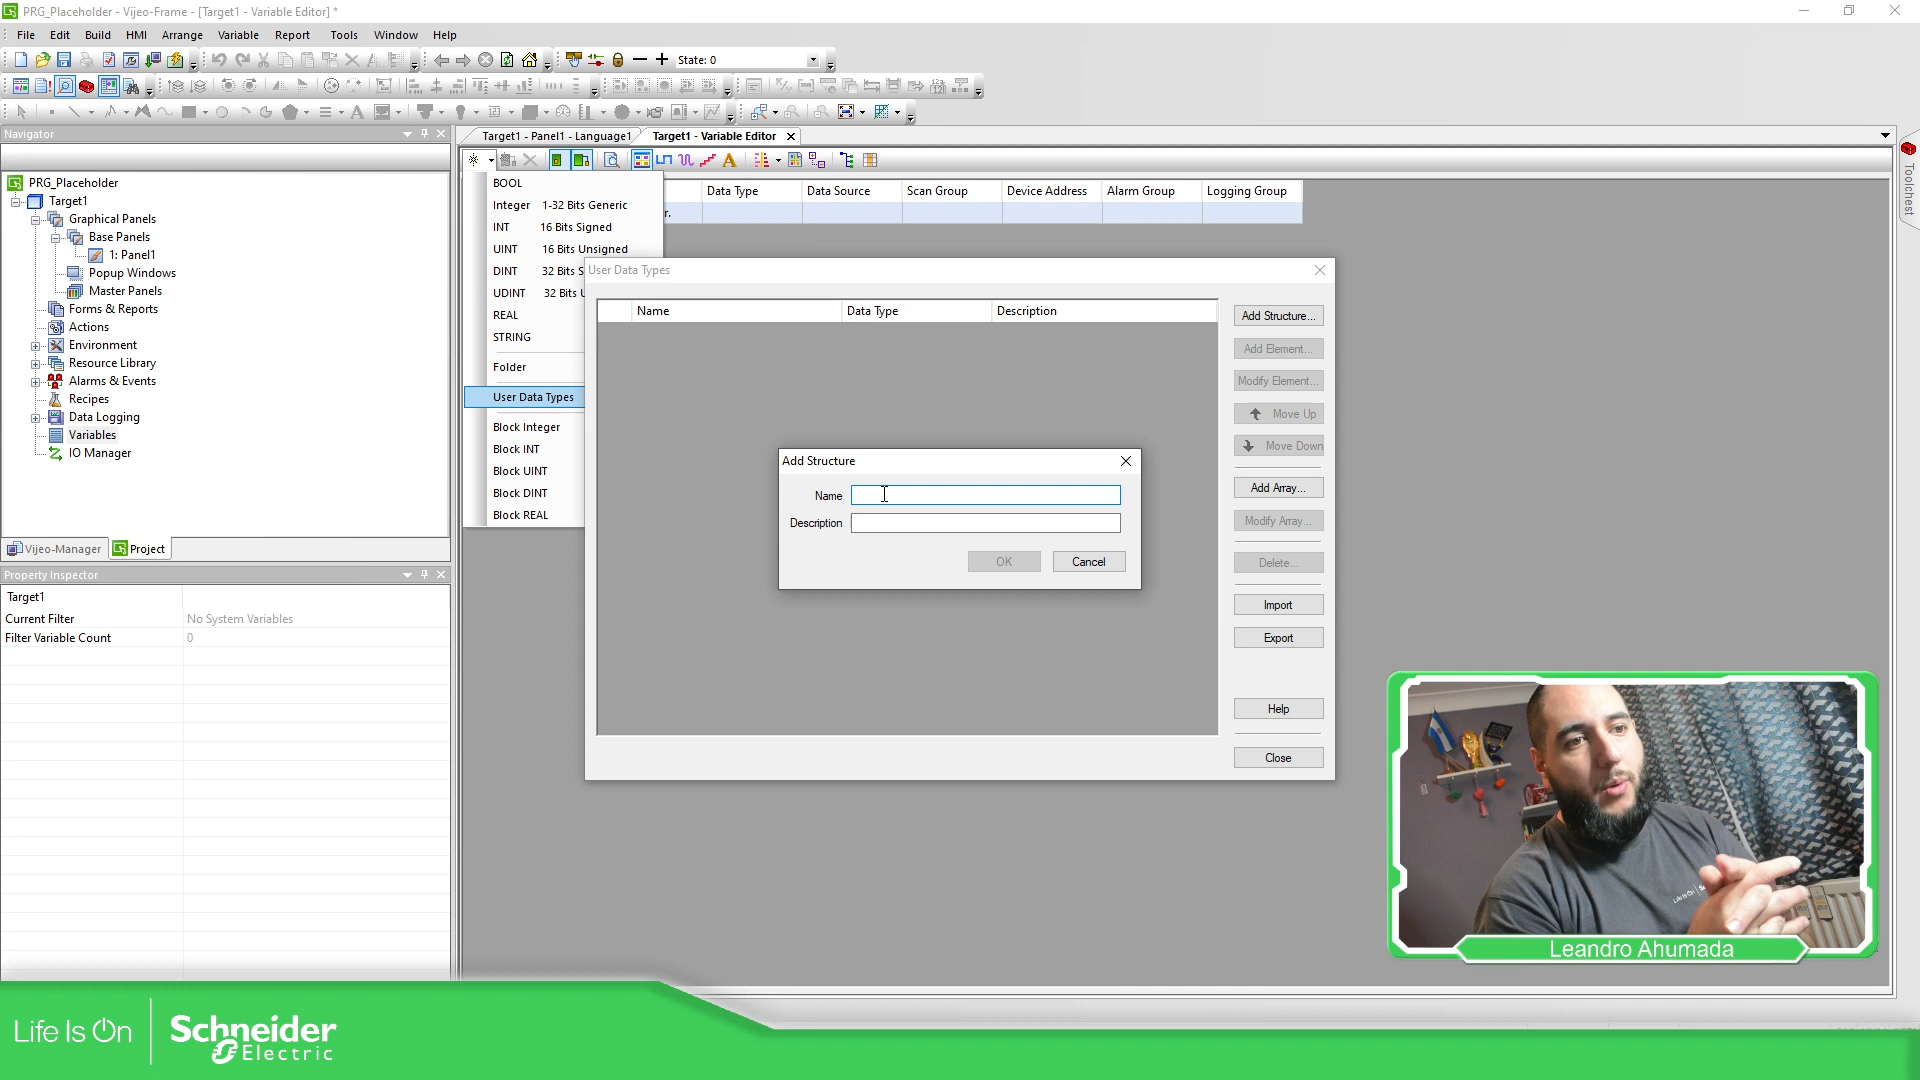 PRG_Placeholder - Vijeo-Frame - [Target1 - Variable Editor] *
File Edit Build HMI Arrange Variable Report Tools Window Help
State: 0
Navigator
Target1 - Panel1 - Language1
Target1 - Variable Editor
Toolchest
PRG_Placeholder
Target1
Graphical Panels
Base Panels
1: Panel1
Popup Windows
Master Panels
Forms & Reports
Actions
Environment
Resource Library
Alarms & Events
Recipes
Data Logging
Variables
IO Manager
Vijeo-Manager
Project
Property Inspector
Target1
Current Filter No System Variables
Filter Variable Count 0
BOOL
Integer 1-32 Bits Generic
INT 16 Bits Signed
UINT 16 Bits Unsigned
DINT 32 Bits S
UDINT 32 Bits U
REAL
STRING
Folder
User Data Types
Block Integer
Block INT
Block UINT
Block DINT
Block REAL
Data Type Data Source Scan Group Device Address Alarm Group Logging Group
r.
User Data Types
Name Data Type Description
Add Structure...
Add Element...
Modify Element...
Move Up
Move Down
Add Array...
Modify Array...
Delete...
Import
Export
Help
Close
Add Structure
Name
Description
OK Cancel
Leandro Ahumada
Life Is On
Schneider
Electric